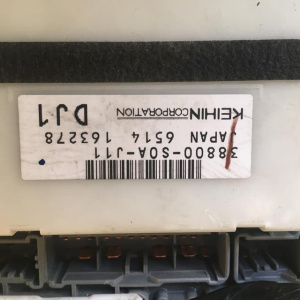 38800-S0A-J11
JAPAN 6514 163278
KEIHIN
CORPORATION
DJ1